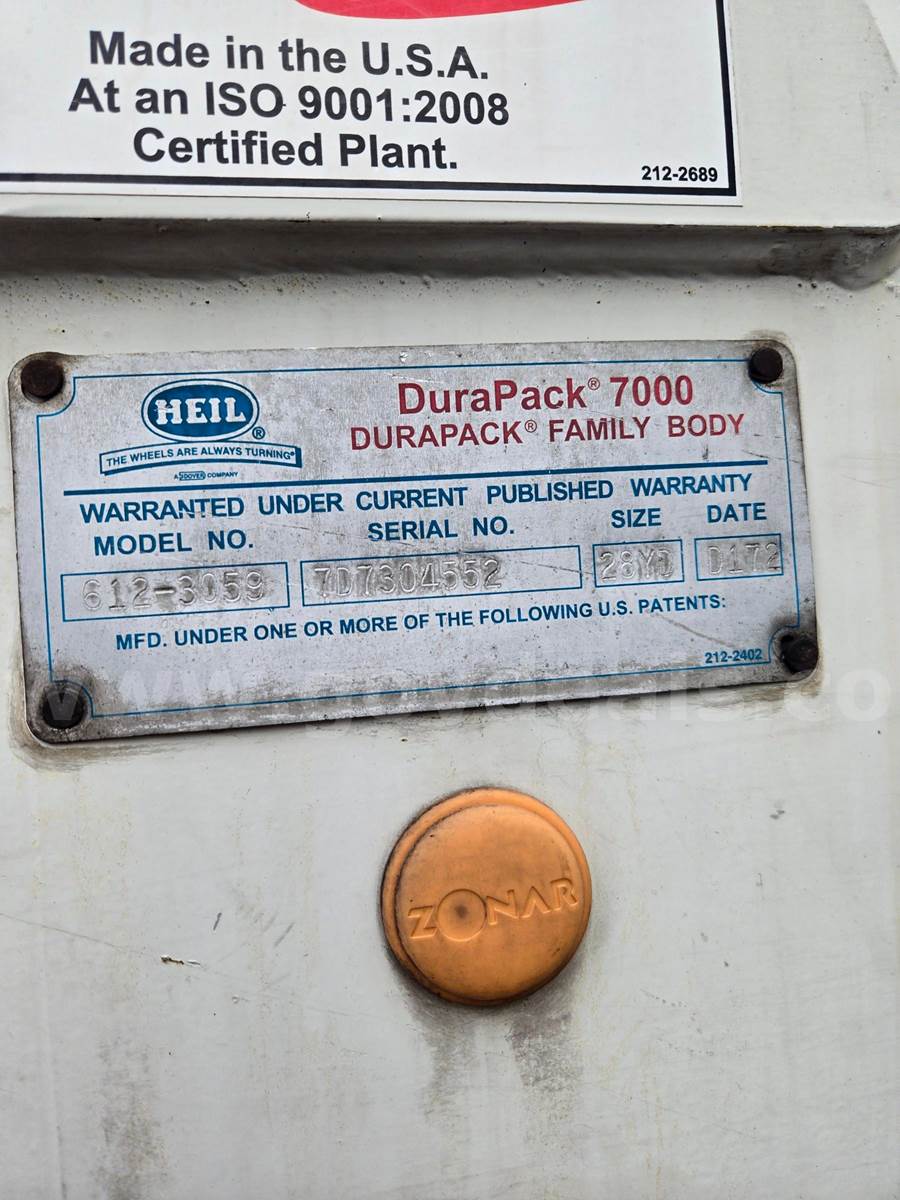 Made in the U.S.A.
At an ISO 9001:2008
Certified Plant.
212-2689
HEIL®
THE WHEELS ARE ALWAYS TURNING®
A DOVER COMPANY
DuraPack® 7000
DURAPACK® FAMILY BODY
WARRANTED UNDER CURRENT PUBLISHED WARRANTY
MODEL NO. SERIAL NO. SIZE DATE
612-3059 7D7304552 28YD D172
MFD. UNDER ONE OR MORE OF THE FOLLOWING U.S. PATENTS:
212-2402
ZONAR